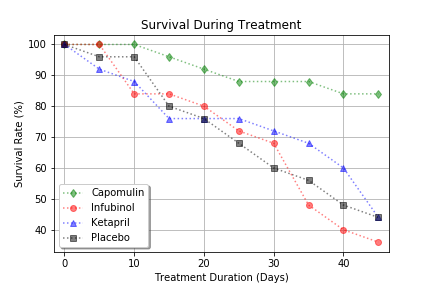 Survival During Treatment
100
90
80
70
60
50
40
Survival Rate (%)
Capomulin
Infubinol
Ketapril
Placebo
0
10
20
30
40
Treatment Duration (Days)